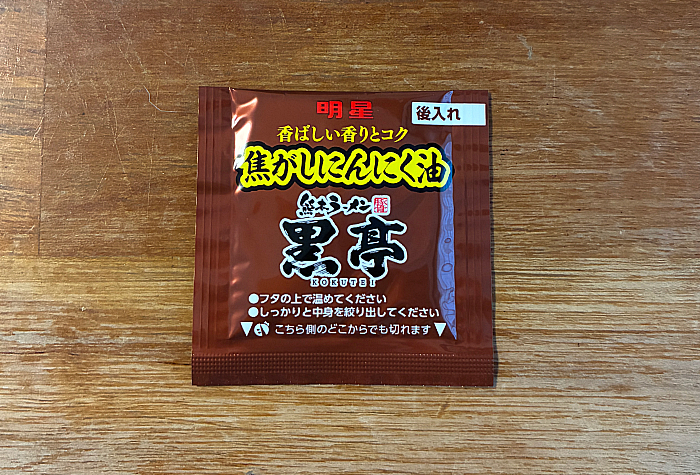 明星
後入れ
香ばしい香りとコク
焦がしにんにく油
熊本ラーメン
黒亭
KOKUTEI
●フタの上で温めてください
●しっかりと中身を絞り出してください
▼こちら側のどこからでも切れます▼